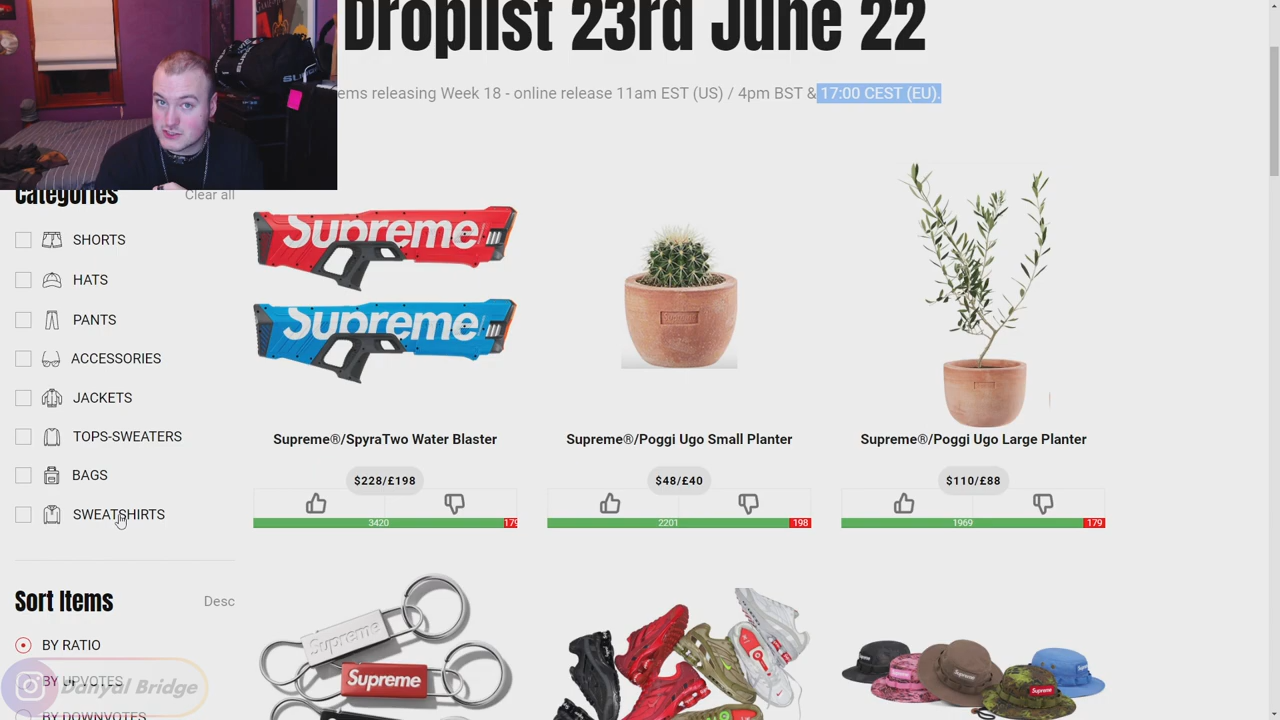 Droplist 23rd June 22
ems releasing Week 18 - online release 11am EST (US) / 4pm BST & 17:00 CEST (EU).
Categories
Clear all
SHORTS
HATS
PANTS
ACCESSORIES
JACKETS
TOPS-SWEATERS
BAGS
SWEATSHIRTS
Sort Items
Desc
BY RATIO
BY UPVOTES
BY DOWNVOTES
Danyal Bridge
Supreme
Supreme
Supreme
Supreme®/SpyraTwo Water Blaster
Supreme®/Poggi Ugo Small Planter
Supreme®/Poggi Ugo Large Planter
$228/£198
$48/£40
$110/£88
3420
179
2201
198
1969
179
Supreme
Supreme
Supreme